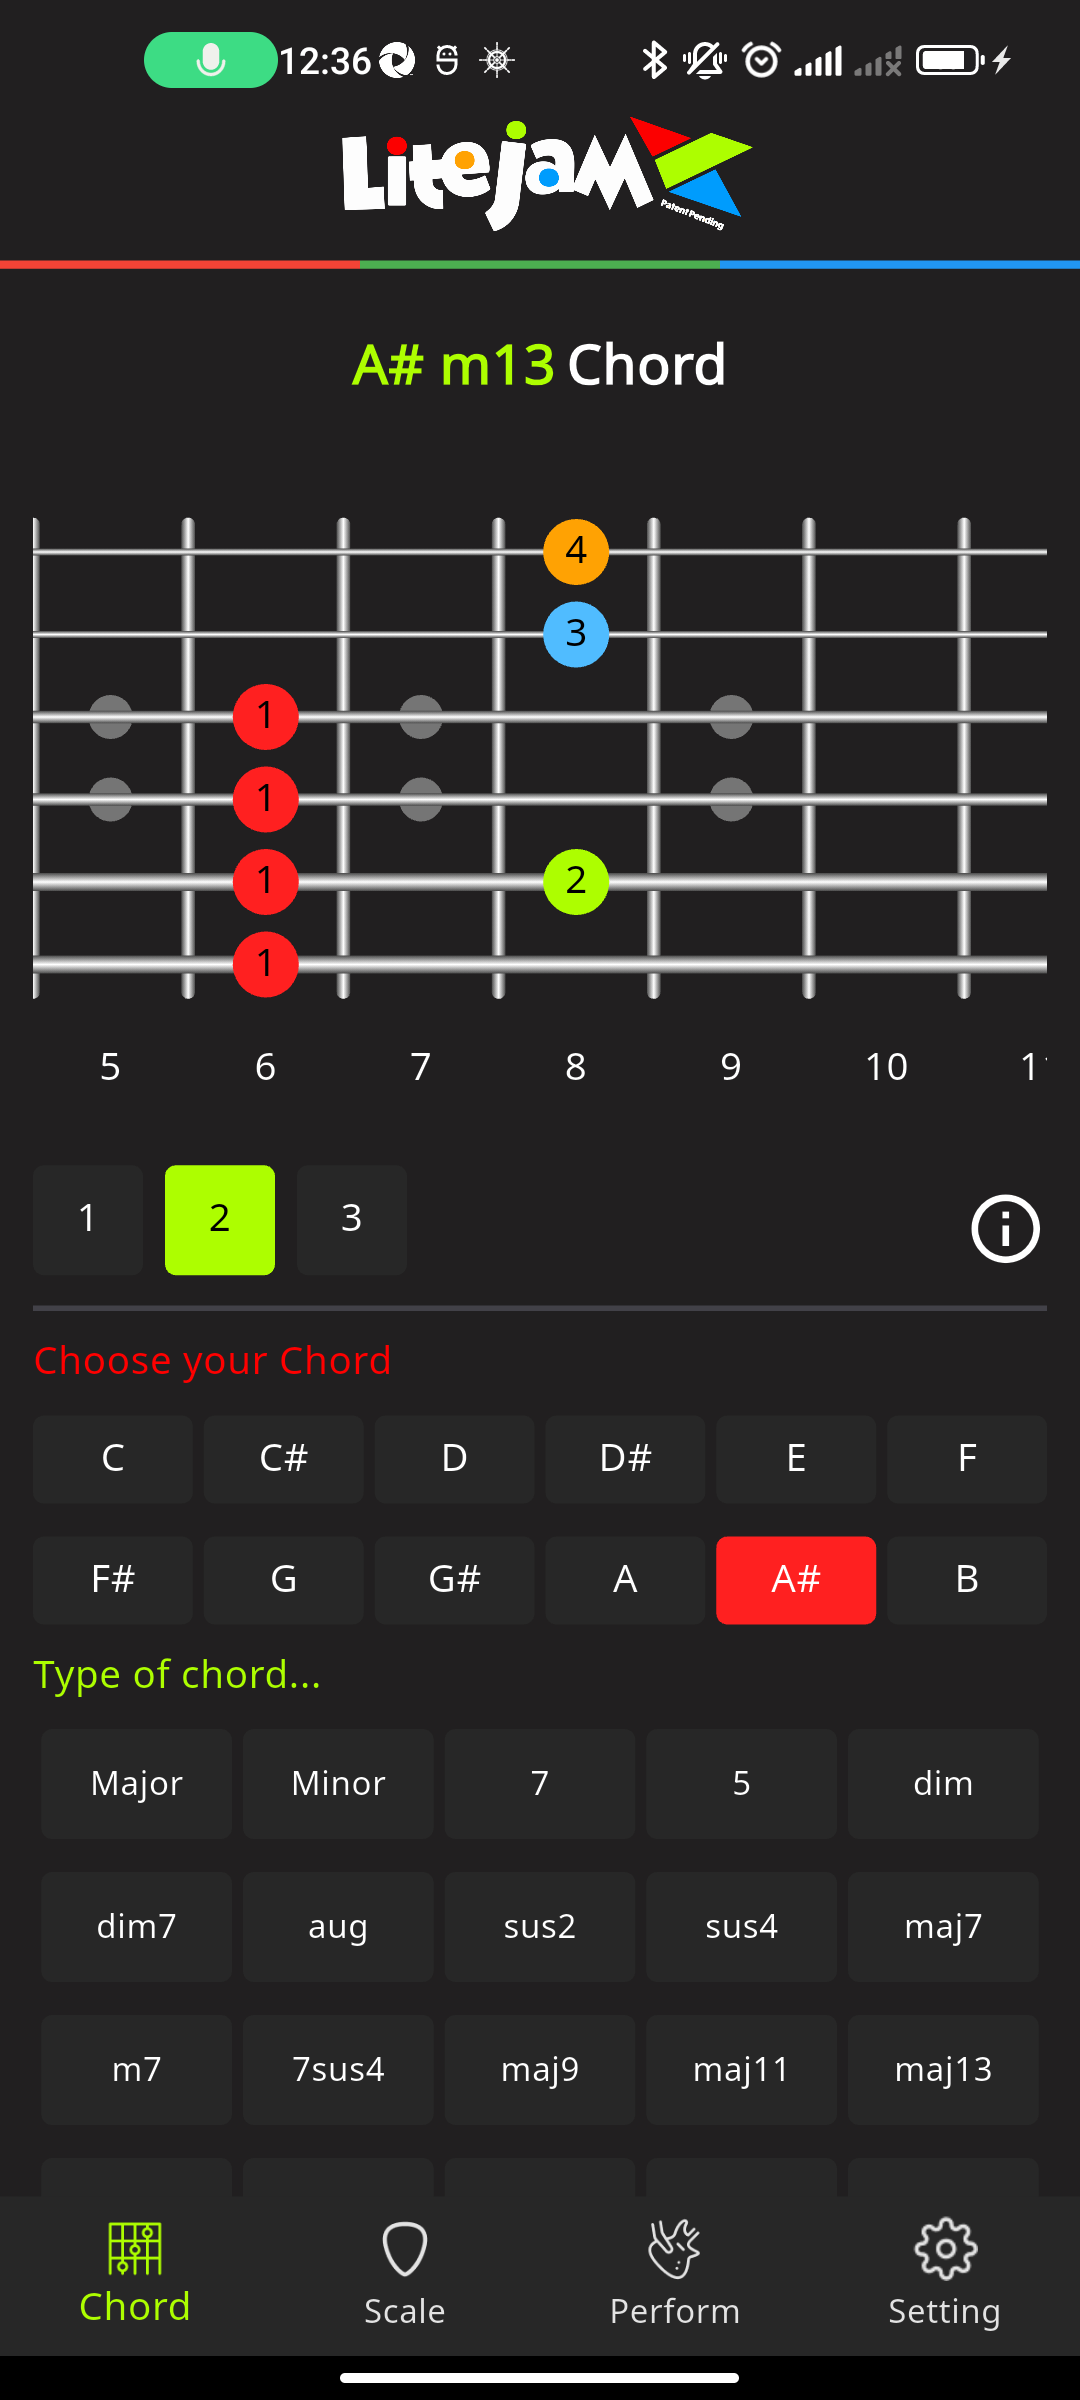 12:36
Litejam
Patent Pending
A# m13 Chord
4
3
1
1
1 2
1
5 6 7 8 9 10
1 2 3
Choose your Chord
C C# D D# E F
F# G G# A A# B
Type of chord...
Major Minor 7 5 dim
dim7 aug sus2 sus4 maj7
m7 7sus4 maj9 maj11 maj13
Chord Scale Perform Setting